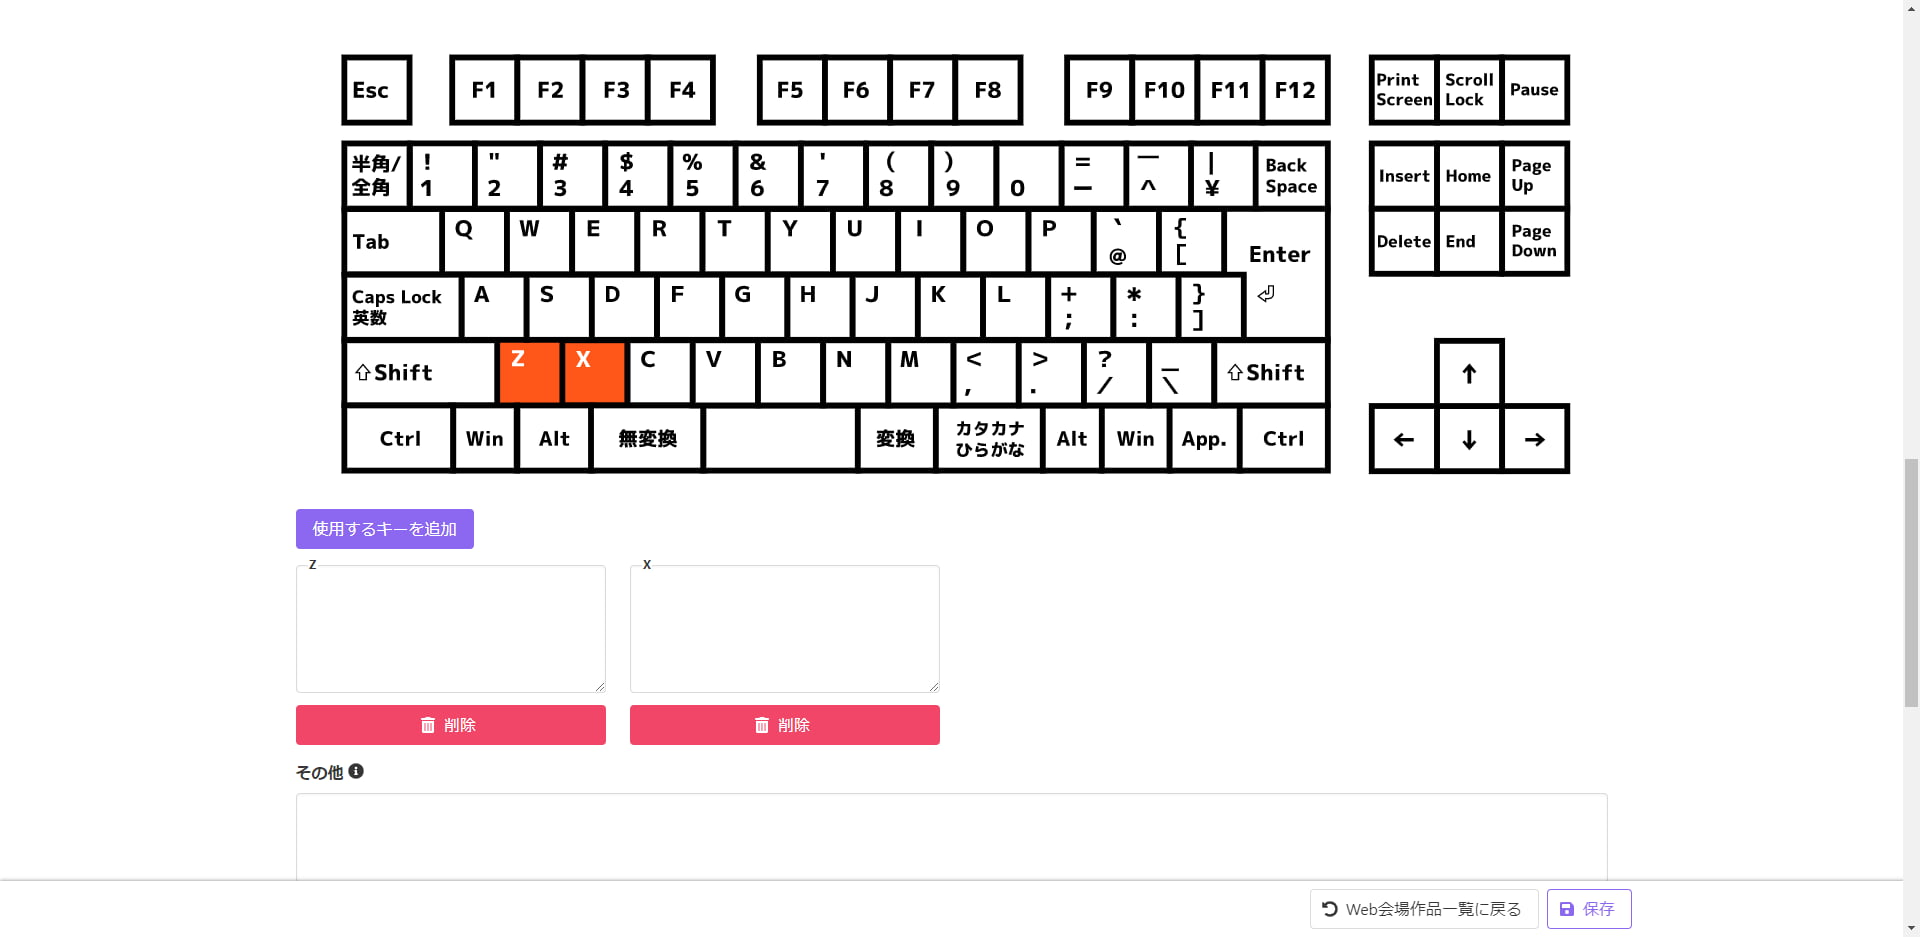 Esc F1 F2 F3 F4 F5 F6 F7 F8 F9 F10 F11 F12 Print Screen Scroll Lock Pause
半角/全角 ! 1 " 2 # 3 $ 4 % 5 & 6 ' 7 ( 8 ) 9 0 = ー ￣ ^ | ¥ Back Space Insert Home Page Up
Tab Q W E R T Y U I O P ` @ { [ Enter Delete End Page Down
Caps Lock 英数 A S D F G H J K L + ; * : } ] ⏎
⇧Shift Z X C V B N M < , > . ? / _ \ ⇧Shift ↑
Ctrl Win Alt 無変換 変換 カタカナ ひらがな Alt Win App. Ctrl ← ↓ →
使用するキーを追加
Z X
削除 削除
その他
Web会場作品一覧に戻る 保存